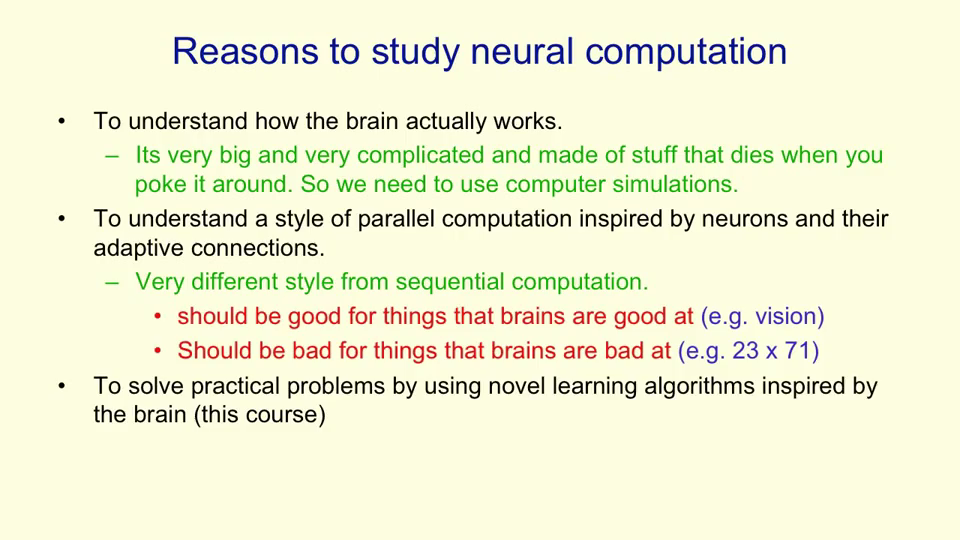 Reasons to study neural computation
• To understand how the brain actually works.
– Its very big and very complicated and made of stuff that dies when you
poke it around. So we need to use computer simulations.
• To understand a style of parallel computation inspired by neurons and their
adaptive connections.
– Very different style from sequential computation.
• should be good for things that brains are good at (e.g. vision)
• Should be bad for things that brains are bad at (e.g. 23 x 71)
• To solve practical problems by using novel learning algorithms inspired by
the brain (this course)